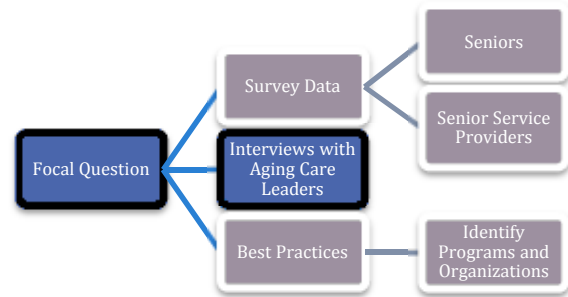 Focal Question
Survey Data
Interviews with
Aging Care
Leaders
Best Practices
Seniors
Senior Service
Providers
Identify
Programs and
Organizations